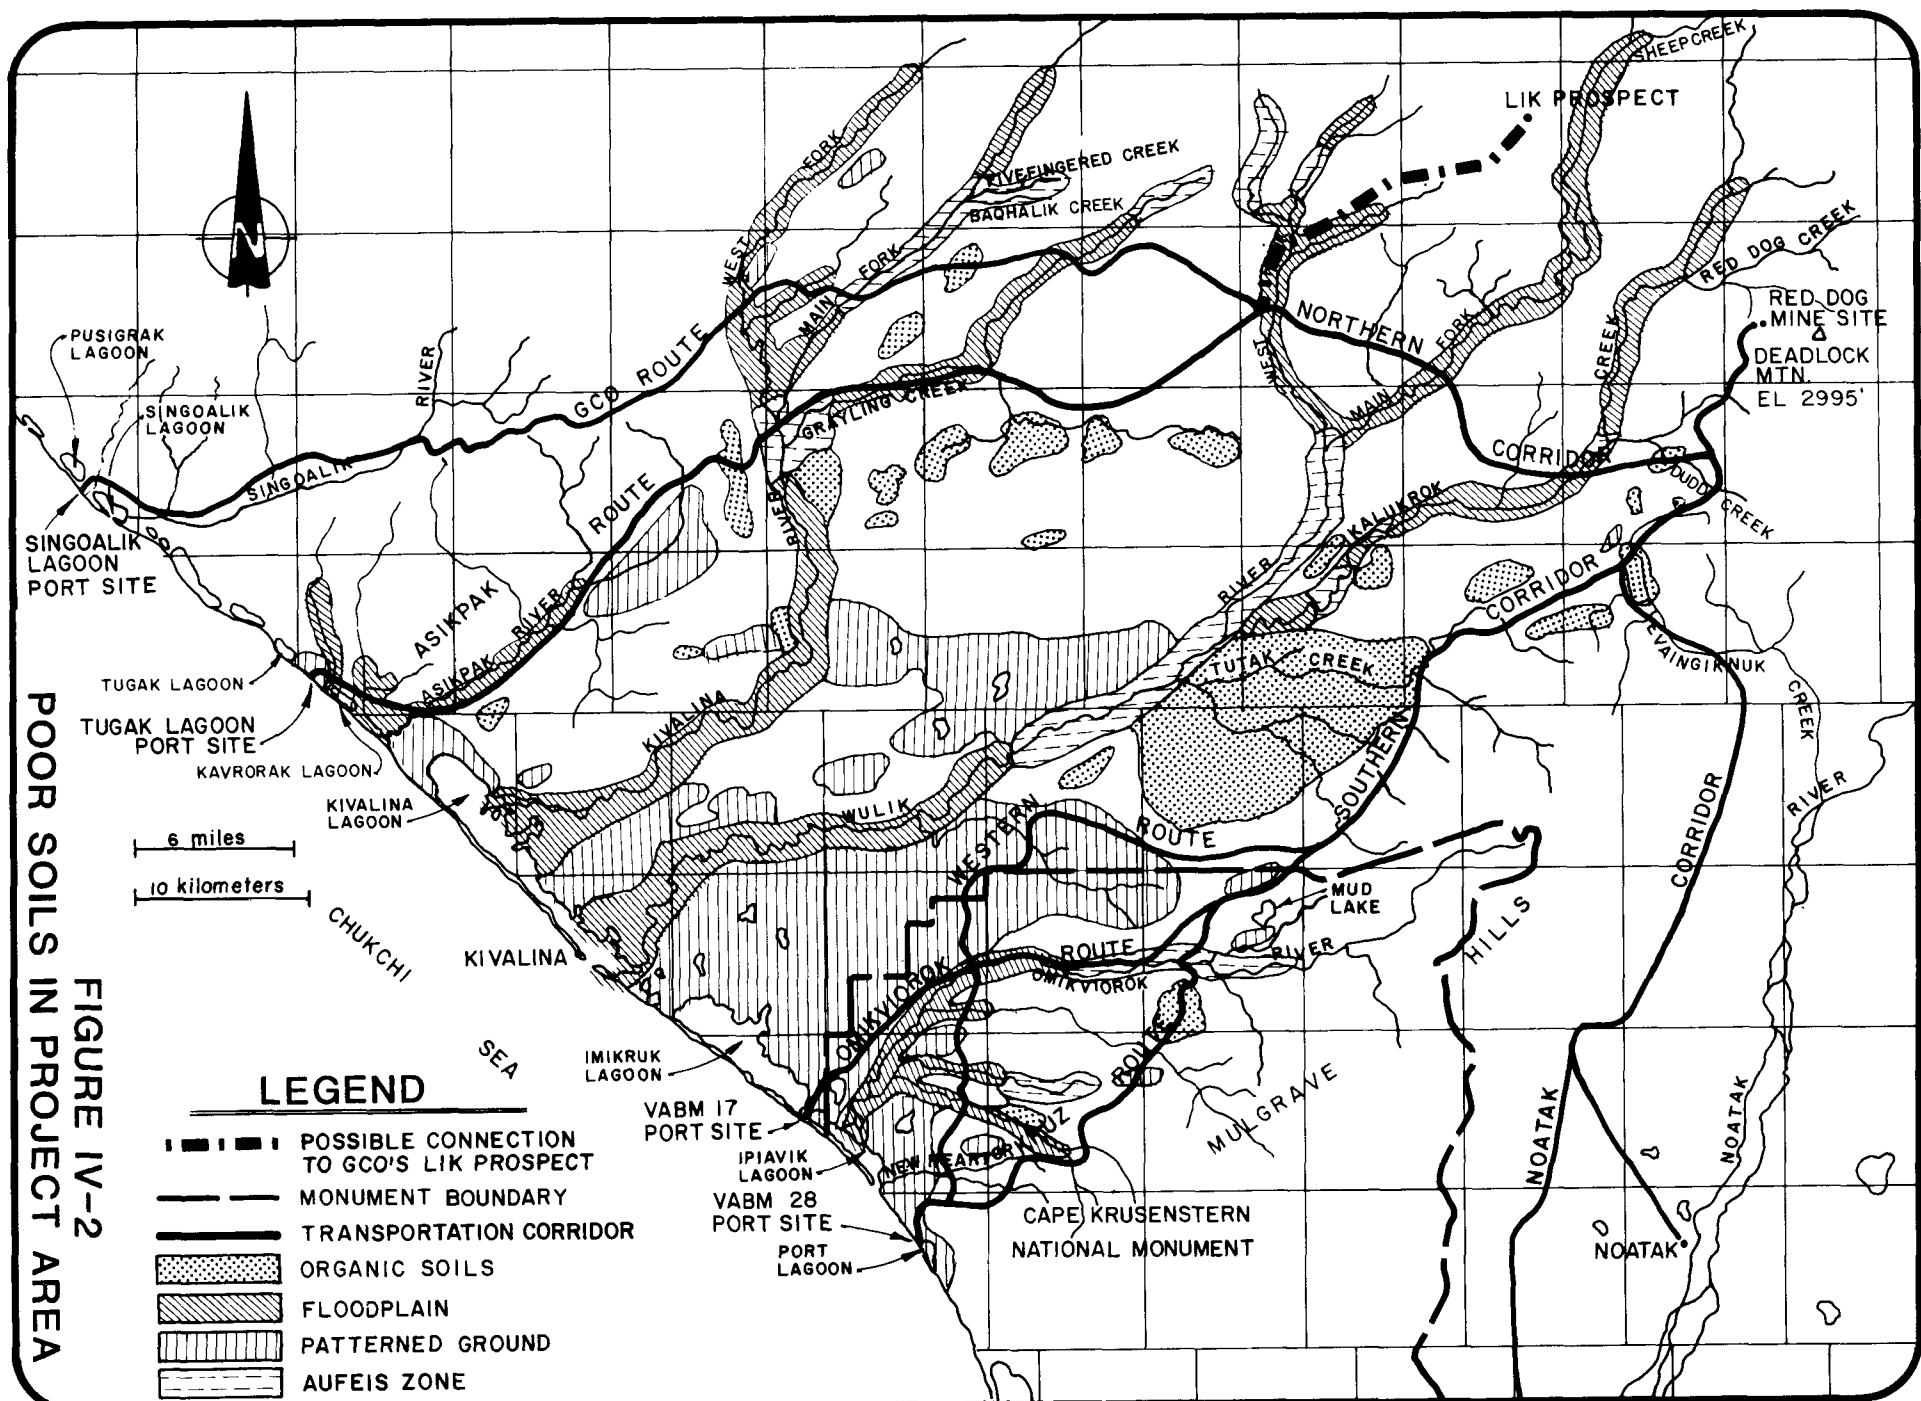 SHEEPCREEK
LIK PROSPECT
FORK
FIVEFINGERED CREEK
BAQHALIK CREEK
WEST
FORK
MAIN
RED DOG CREEK
N
RED DOG
MINE SITE
DEADLOCK
MTN.
EL 2995'
PUSIGRAK
LAGOON
SINGOALIK
LAGOON
RIVER
GCO ROUTE
NORTHERN
FORK
WEST
MAIN
CREEK
GRAYLING CREEK
SINGOALIK
CORRIDOR
DUDD CREEK
ROUTE
RIVER
KALUKROK
SINGOALIK
LAGOON
PORT SITE
ASIKPAK
RIVER
ASIKPAK
RIVER
CORRIDOR
EVAINGIKNUK
CREEK
TUTAK CREEK
TUGAK LAGOON
TUGAK LAGOON
PORT SITE
KAVRORAK LAGOON
KIVALINA
LAGOON
KIVALINA
WULIK
WESTERN
ROUTE
SOUTHERN
CORRIDOR
RIVER
6 miles
10 kilometers
CHUKCHI
SEA
KIVALINA
MUD
LAKE
HILLS
ROUTE
RIVER
OMIKVIOROK
OMIKVIOROK
IMIKRUK
LAGOON
ROUTE
KRUZ
MULGRAVE
NOATAK
NOATAK
VABM 17
PORT SITE
IPIAVIK
LAGOON
NEW HEARTORK
VABM 28
PORT SITE
PORT
LAGOON
CAPE KRUSENSTERN
NATIONAL MONUMENT
NOATAK
LEGEND
POSSIBLE CONNECTION
TO GCO'S LIK PROSPECT
MONUMENT BOUNDARY
TRANSPORTATION CORRIDOR
ORGANIC SOILS
FLOODPLAIN
PATTERNED GROUND
AUFEIS ZONE
FIGURE IV-2
POOR SOILS IN PROJECT AREA